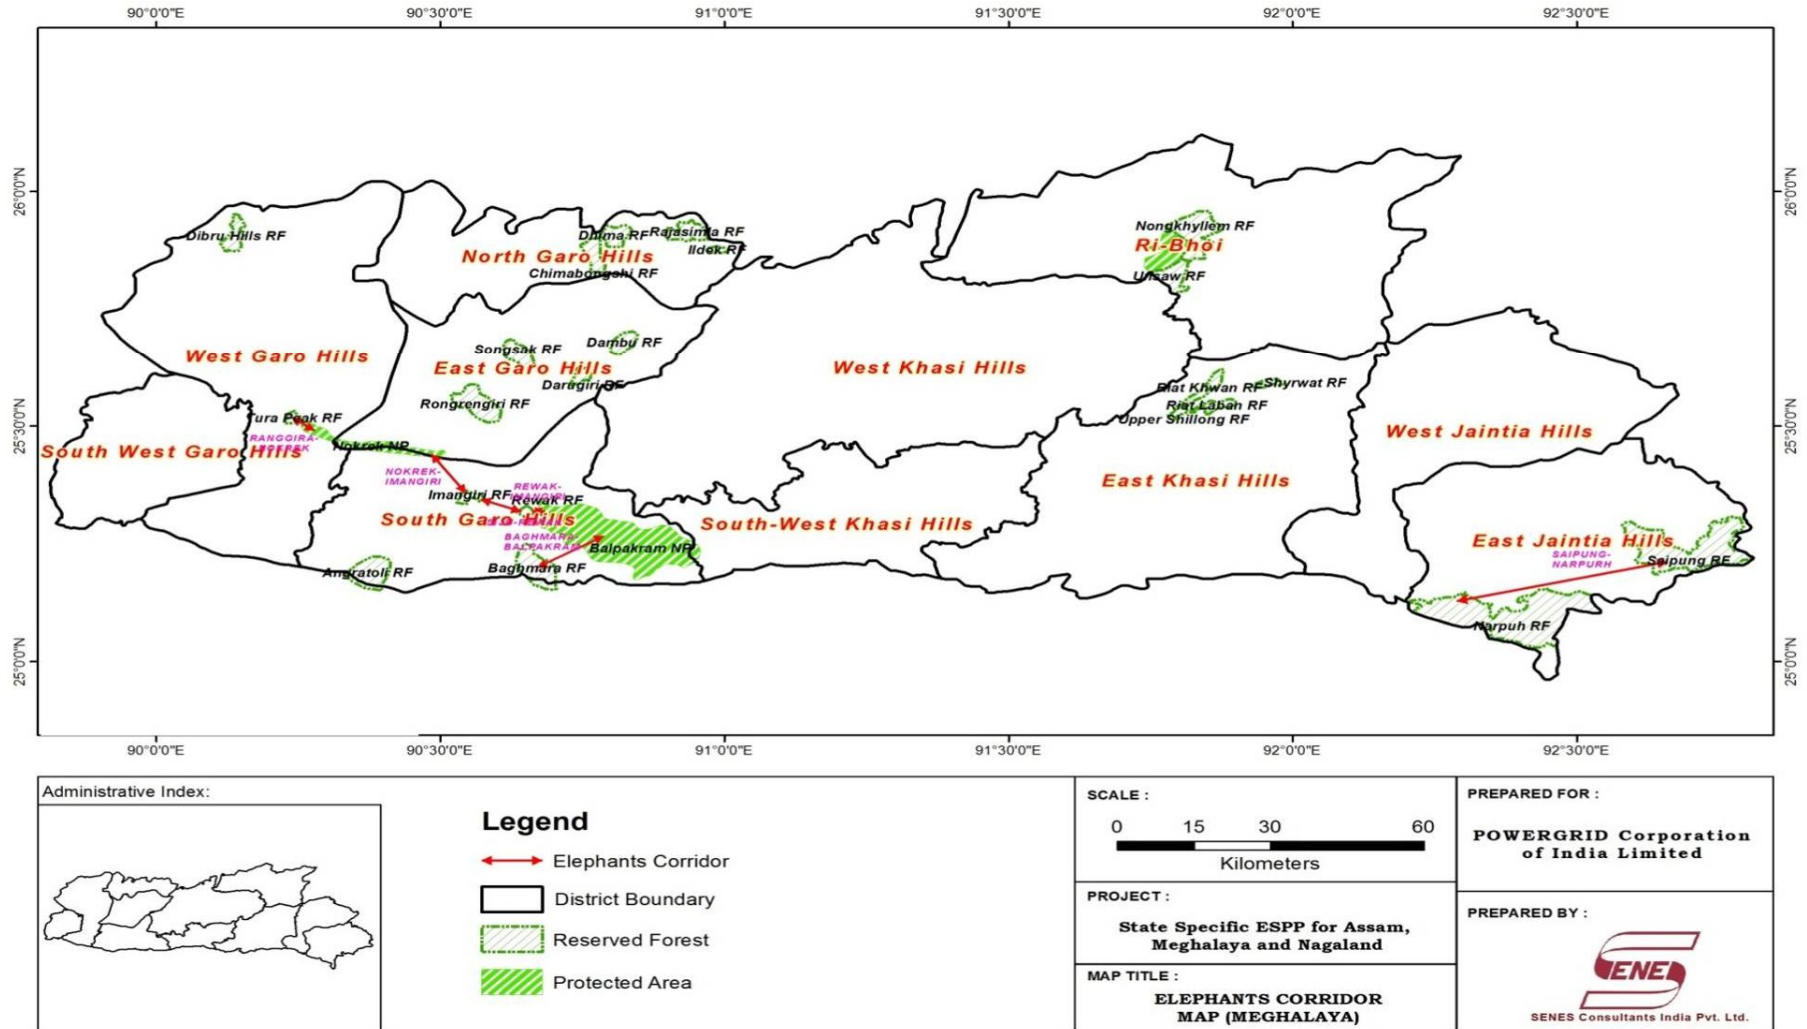 90°0'0"E 90°30'0"E 91°0'0"E 91°30'0"E 92°0'0"E 92°30'0"E
26°0'0"N 26°0'0"N
Nongkhyllem RF
Ri-Bhoi
Umsaw RF
Dibru Hills RF
Dhima RF Rajasimla RF
Ildek RF
North Garo Hills
Chimabongshi RF
West Garo Hills
Songsak RF Dambu RF
East Garo Hills
Darugiri RF
Rongrengiri RF
West Khasi Hills
Riat Khwan RF Shyrwat RF
Riat Laban RF
Upper Shillong RF
25°30'0"N 25°30'0"N
Tura Peak RF
RANGGIRA-
South West Garo Hills
Nokrek NP
West Jaintia Hills
NOKREK-
IMANGIRI
East Khasi Hills
REWAK-
IMANGIRI
Imangiri RF Rewak RF
South Garo Hills
South-West Khasi Hills
BAGHMARA-
BALPAKRAM
Balpakram NP
Baghmara RF
Angratoli RF
East Jaintia Hills
SAIPUNG-
NARPURH
Saipung RF
Narpuh RF
25°0'0"N 25°0'0"N
90°0'0"E 90°30'0"E 91°0'0"E 91°30'0"E 92°0'0"E 92°30'0"E
Administrative Index:
Legend
Elephants Corridor
District Boundary
Reserved Forest
Protected Area
SCALE :
0 15 30 60
Kilometers
PROJECT :
State Specific ESPP for Assam,
Meghalaya and Nagaland
MAP TITLE :
ELEPHANTS CORRIDOR
MAP (MEGHALAYA)
PREPARED FOR :
POWERGRID Corporation
of India Limited
PREPARED BY :
SENES
SENES Consultants India Pvt. Ltd.